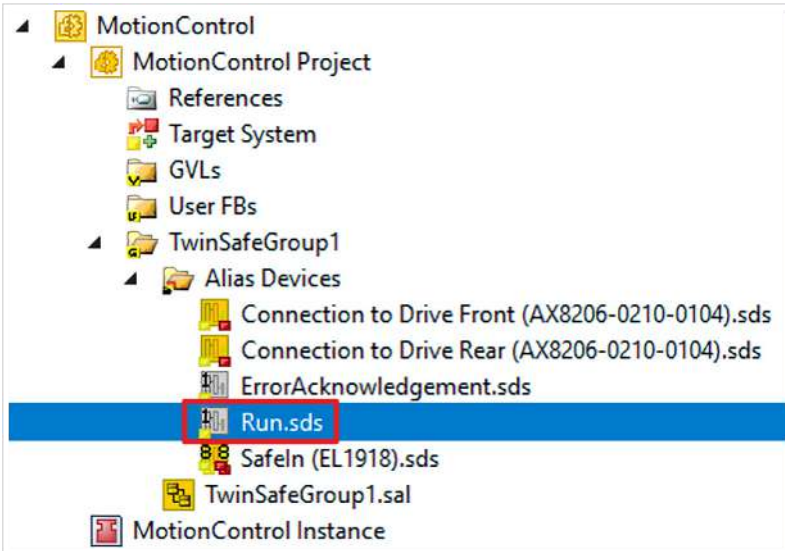 MotionControl
MotionControl Project
References
Target System
GVLs
User FBs
TwinSafeGroup1
Alias Devices
Connection to Drive Front (AX8206-0210-0104).sds
Connection to Drive Rear (AX8206-0210-0104).sds
ErrorAcknowledgement.sds
Run.sds
SafeIn (EL1918).sds
TwinSafeGroup1.sal
MotionControl Instance